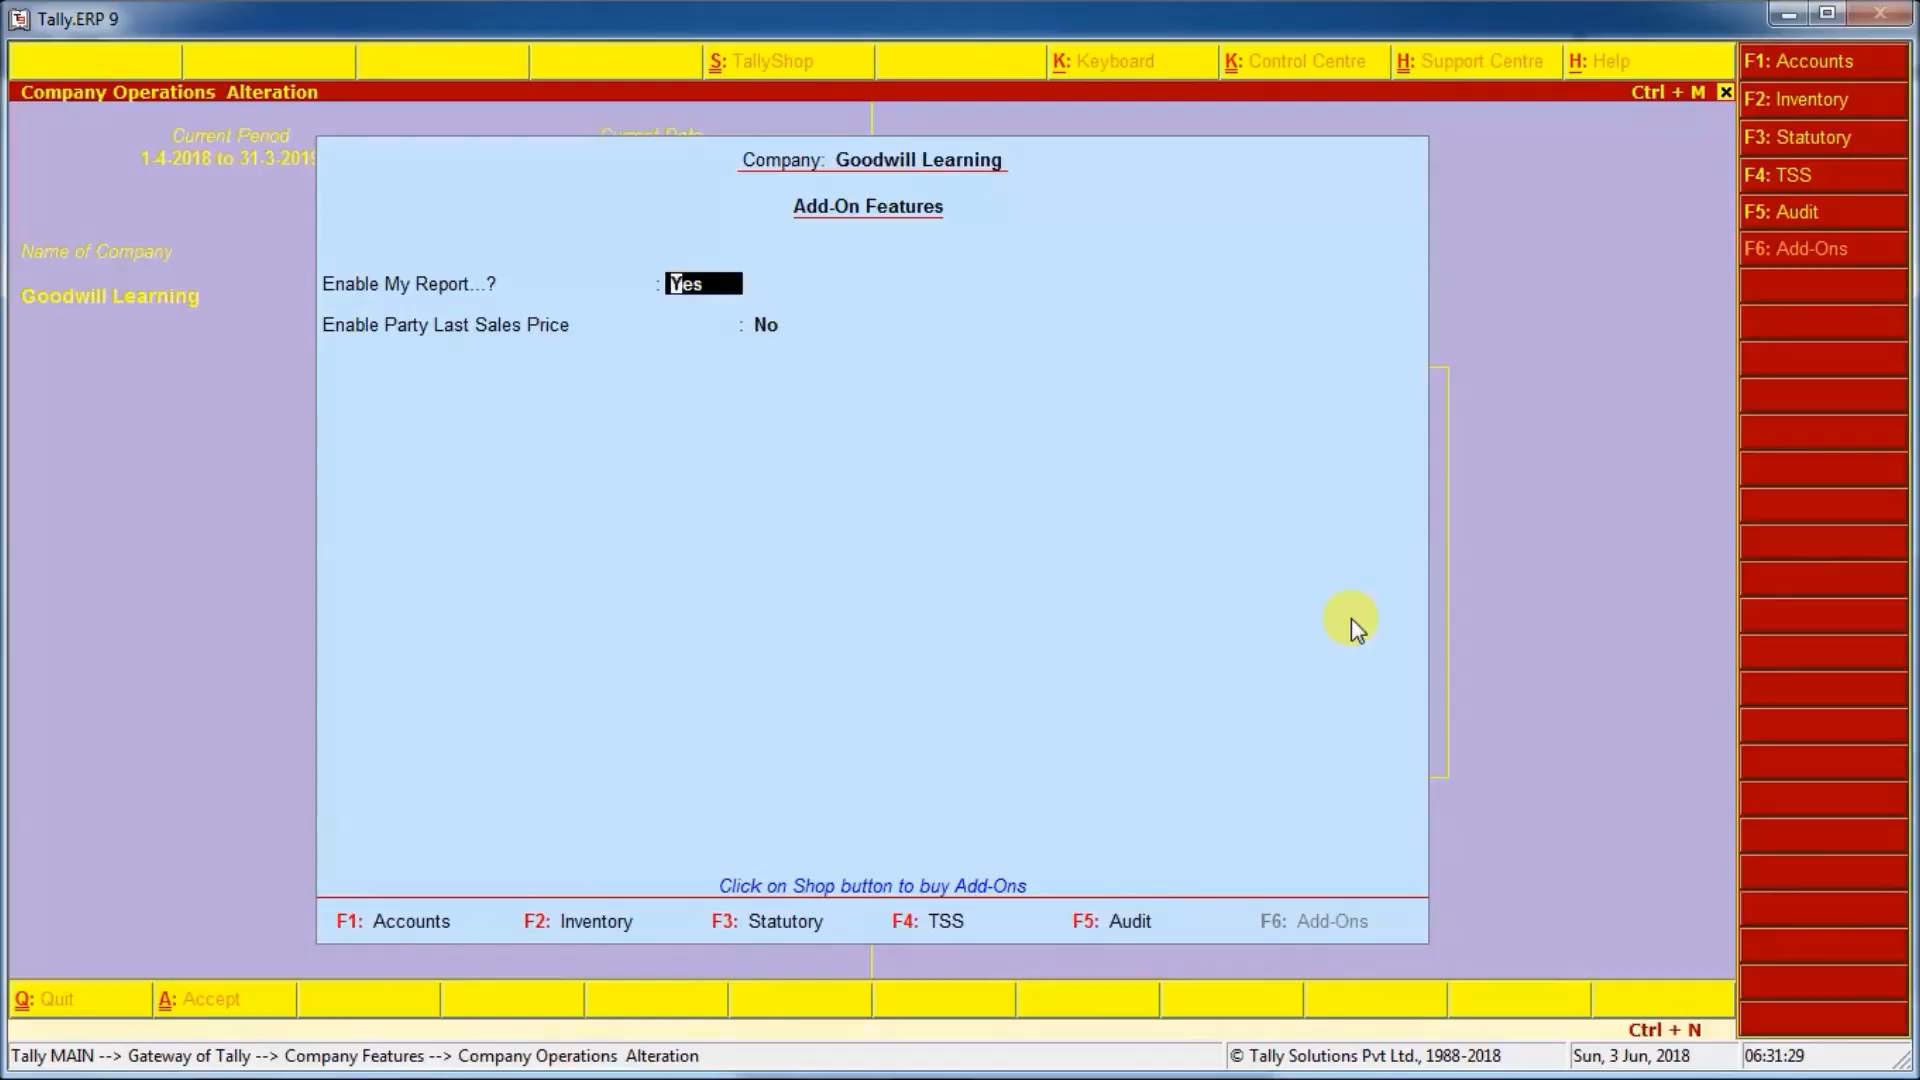 Tally.ERP 9
S: TallyShop K: Keyboard K: Control Centre H: Support Centre H: Help
Company Operations Alteration Ctrl + M
Current Period
1-4-2018 to 31-3-2019
Current Date
Name of Company
Goodwill Learning
Company: Goodwill Learning
Add-On Features
Enable My Report...? : Yes
Enable Party Last Sales Price : No
Click on Shop button to buy Add-Ons
F1: Accounts F2: Inventory F3: Statutory F4: TSS F5: Audit F6: Add-Ons
F1: Accounts
F2: Inventory
F3: Statutory
F4: TSS
F5: Audit
F6: Add-Ons
Q: Quit A: Accept
Ctrl + N
Tally MAIN --> Gateway of Tally --> Company Features --> Company Operations Alteration © Tally Solutions Pvt Ltd., 1988-2018 Sun, 3 Jun, 2018 06:31:29